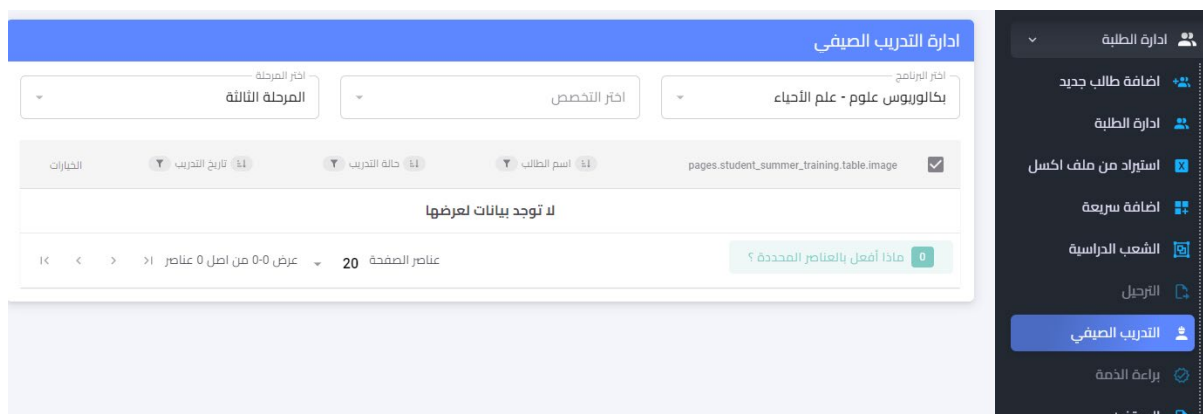 ادارة الطلبة
اضافة طالب جديد
ادارة الطلبة
استيراد من ملف اكسل
اضافة سريعة
الشعب الدراسية
الترحيل
التدريب الصيفي
براءة الذمة
ادارة التدريب الصيفي
اختر البرنامج
بكالوريوس علوم - علم الأحياء
اختر التخصص
اختر المرحلة
المرحلة الثالثة
pages.student_summer_training.table.image
اسم الطالب
حالة التدريب
تاريخ التدريب
الخيارات
لا توجد بيانات لعرضها
0 ماذا أفعل بالعناصر المحددة ؟
عناصر الصفحة 20
عرض 0-0 من اصل 0 عناصر